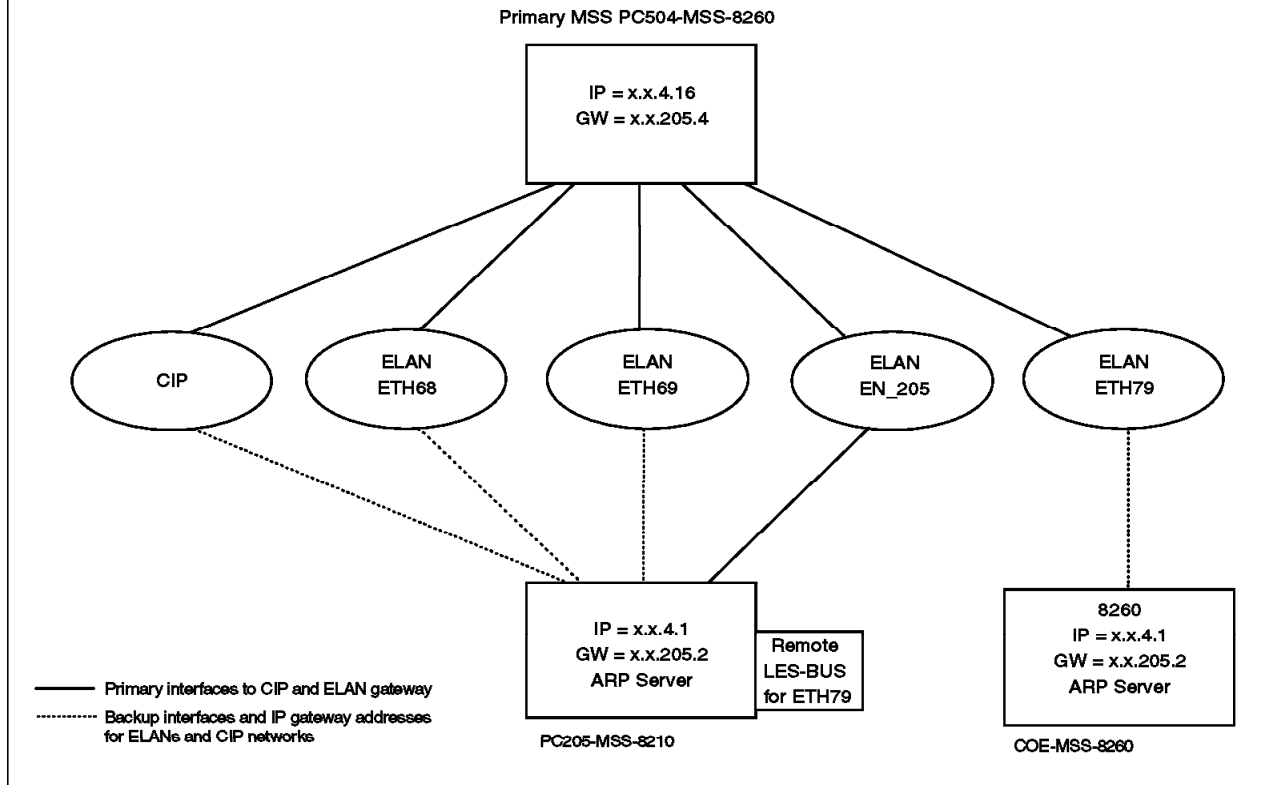 Primary MSS PC504-MSS-8260
IP = x.x.4.16
GW = x.x.205.4
CIP
ELAN
ETH68
ELAN
ETH69
ELAN
EN_205
ELAN
ETH79
IP = x.x.4.1
GW = x.x.205.2
ARP Server
Remote
LES-BUS
for ETH79
PC205-MSS-8210
8260
IP = x.x.4.1
GW = x.x.205.2
ARP Server
COE-MSS-8260
Primary interfaces to CIP and ELAN gateway
Backup interfaces and IP gateway addresses
for ELANs and CIP networks